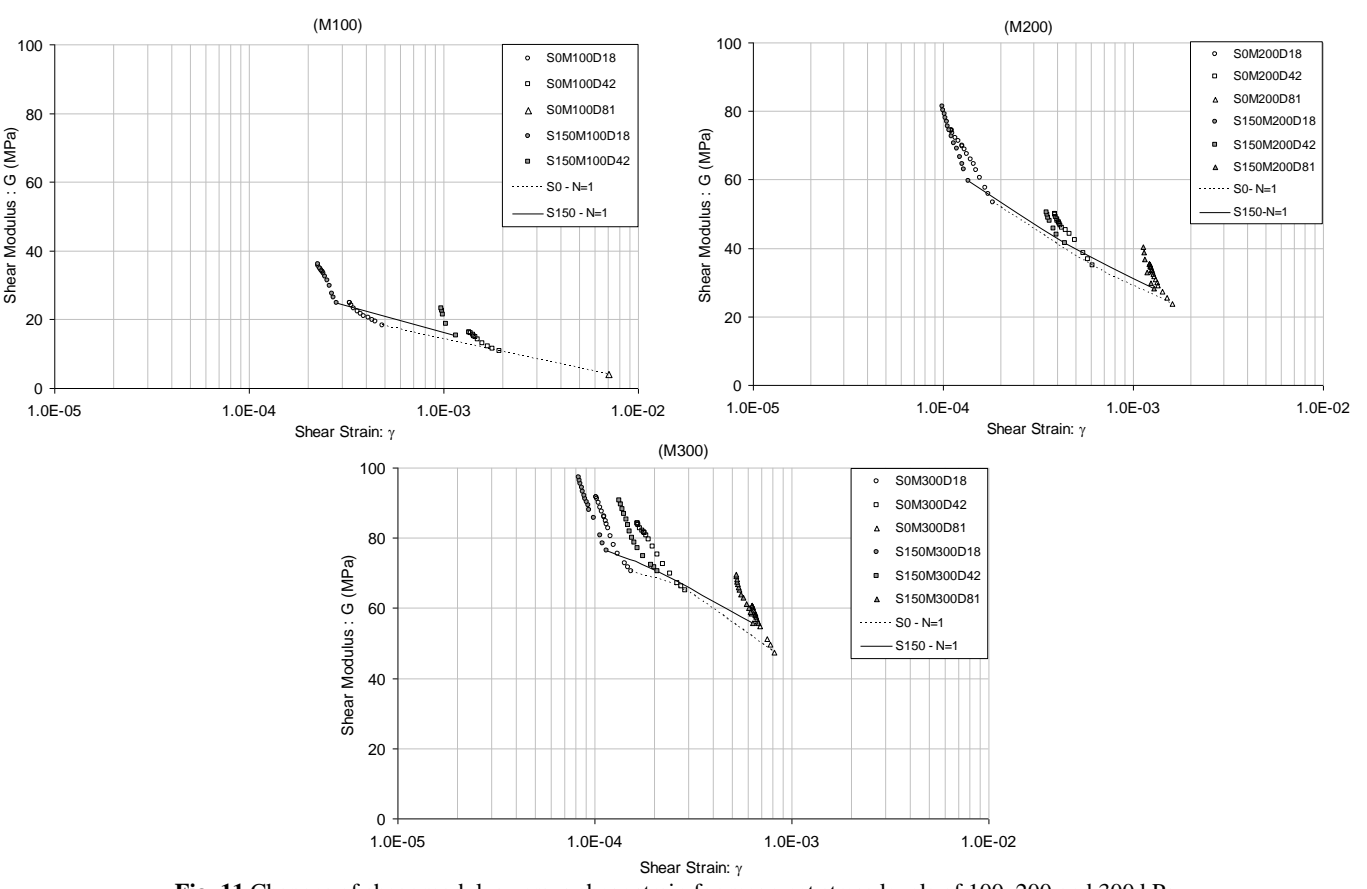 (M100)
100
80
60
40
20
0
Shear Modulus : G (MPa)
1.0E-05
1.0E-04
1.0E-03
1.0E-02
Shear Strain: γ
S0M100D18
S0M100D42
S0M100D81
S150M100D18
S150M100D42
S0 - N=1
S150 - N=1
(M200)
100
80
60
40
20
0
Shear Modulus : G (MPa)
1.0E-05
1.0E-04
1.0E-03
1.0E-02
Shear Strain: γ
S0M200D18
S0M200D42
S0M200D81
S150M200D18
S150M200D42
S150M200D81
S0- N=1
S150-N=1
(M300)
100
80
60
40
20
0
Shear Modulus : G (MPa)
1.0E-05
1.0E-04
1.0E-03
1.0E-02
Shear Strain: γ
S0M300D18
S0M300D42
S0M300D81
S150M300D18
S150M300D42
S150M300D81
S0 - N=1
S150 - N=1